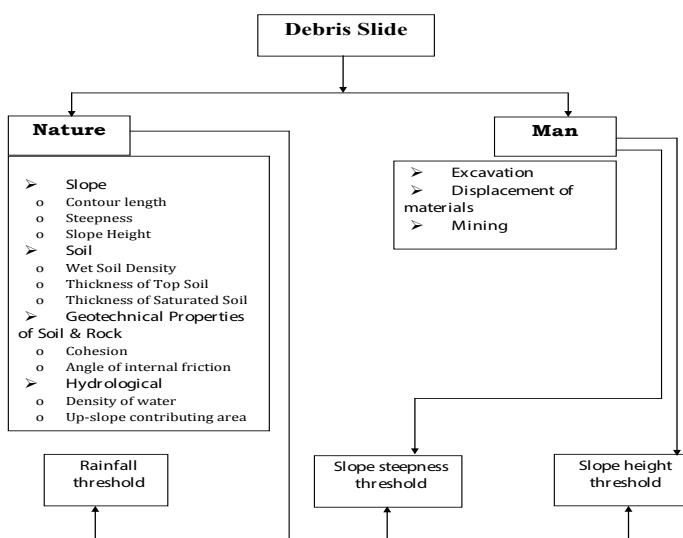 Debris Slide
Nature
➢ Slope
o Contour length
o Steepness
o Slope Height
➢ Soil
o Wet Soil Density
o Thickness of Top Soil
o Thickness of Saturated Soil
➢ Geotechnical Properties
of Soil & Rock
o Cohesion
o Angle of internal friction
➢ Hydrological
o Density of water
o Up-slope contributing area
Man
➢ Excavation
➢ Displacement of
materials
➢ Mining
Rainfall
threshold
Slope steepness
threshold
Slope height
threshold